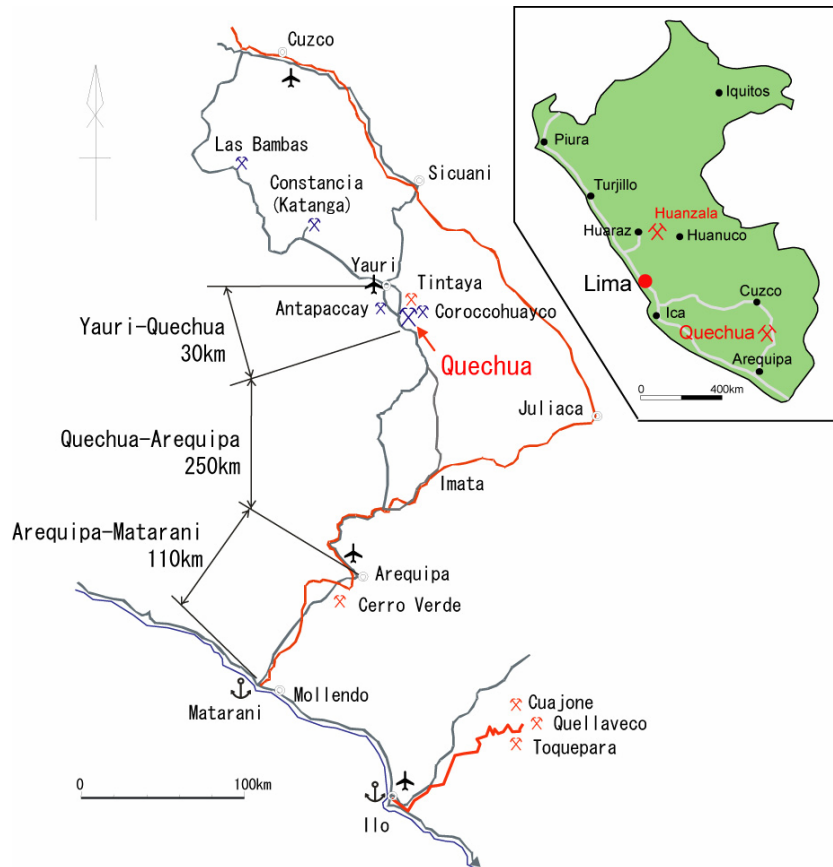 Cuzco
Las Bambas
Constancia
(Katanga)
Sicuani
Yauri
Tintaya
Antapaccay
Coroccohuayco
Quechua
Yauri-Quechua
30km
Quechua-Arequipa
250km
Juliaca
Imata
Arequipa-Matarani
110km
Arequipa
Cerro Verde
Matarani
Mollendo
Cuajone
Quellaveco
Toquepara
Ilo
0
100km
Iquitos
Piura
Turjillo
Huanzala
Huaraz
Huanuco
Lima
Cuzco
Ica
Quechua
Arequipa
0
400km